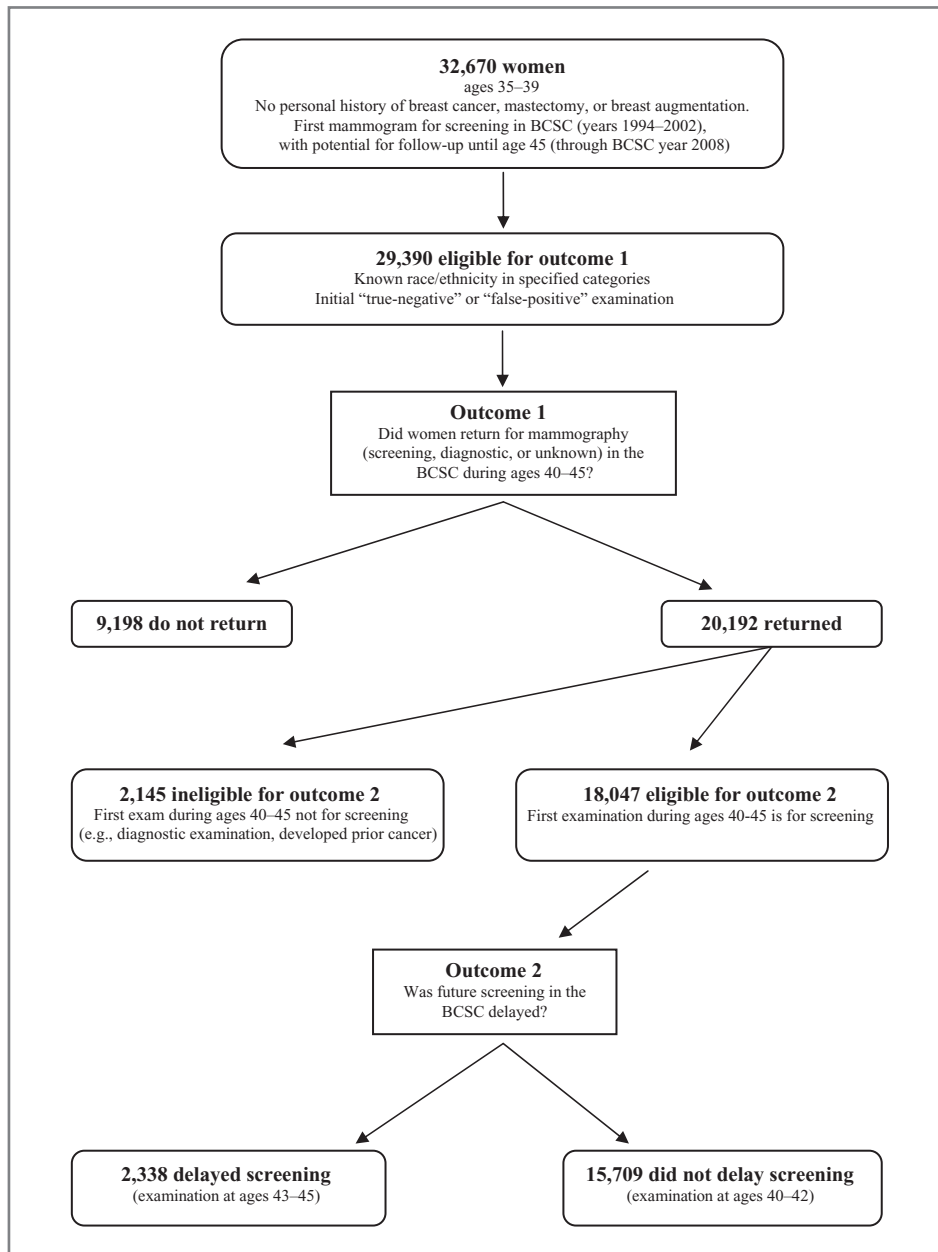 32,670 women
ages 35–39
No personal history of breast cancer, mastectomy, or breast augmentation.
First mammogram for screening in BCSC (years 1994–2002),
with potential for follow-up until age 45 (through BCSC year 2008)
29,390 eligible for outcome 1
Known race/ethnicity in specified categories
Initial “true-negative” or “false-positive” examination
Outcome 1
Did women return for mammography
(screening, diagnostic, or unknown) in the
BCSC during ages 40–45?
9,198 do not return
20,192 returned
2,145 ineligible for outcome 2
First exam during ages 40–45 not for screening
(e.g., diagnostic examination, developed prior cancer)
18,047 eligible for outcome 2
First examination during ages 40-45 is for screening
Outcome 2
Was future screening in the
BCSC delayed?
2,338 delayed screening
(examination at ages 43–45)
15,709 did not delay screening
(examination at ages 40–42)